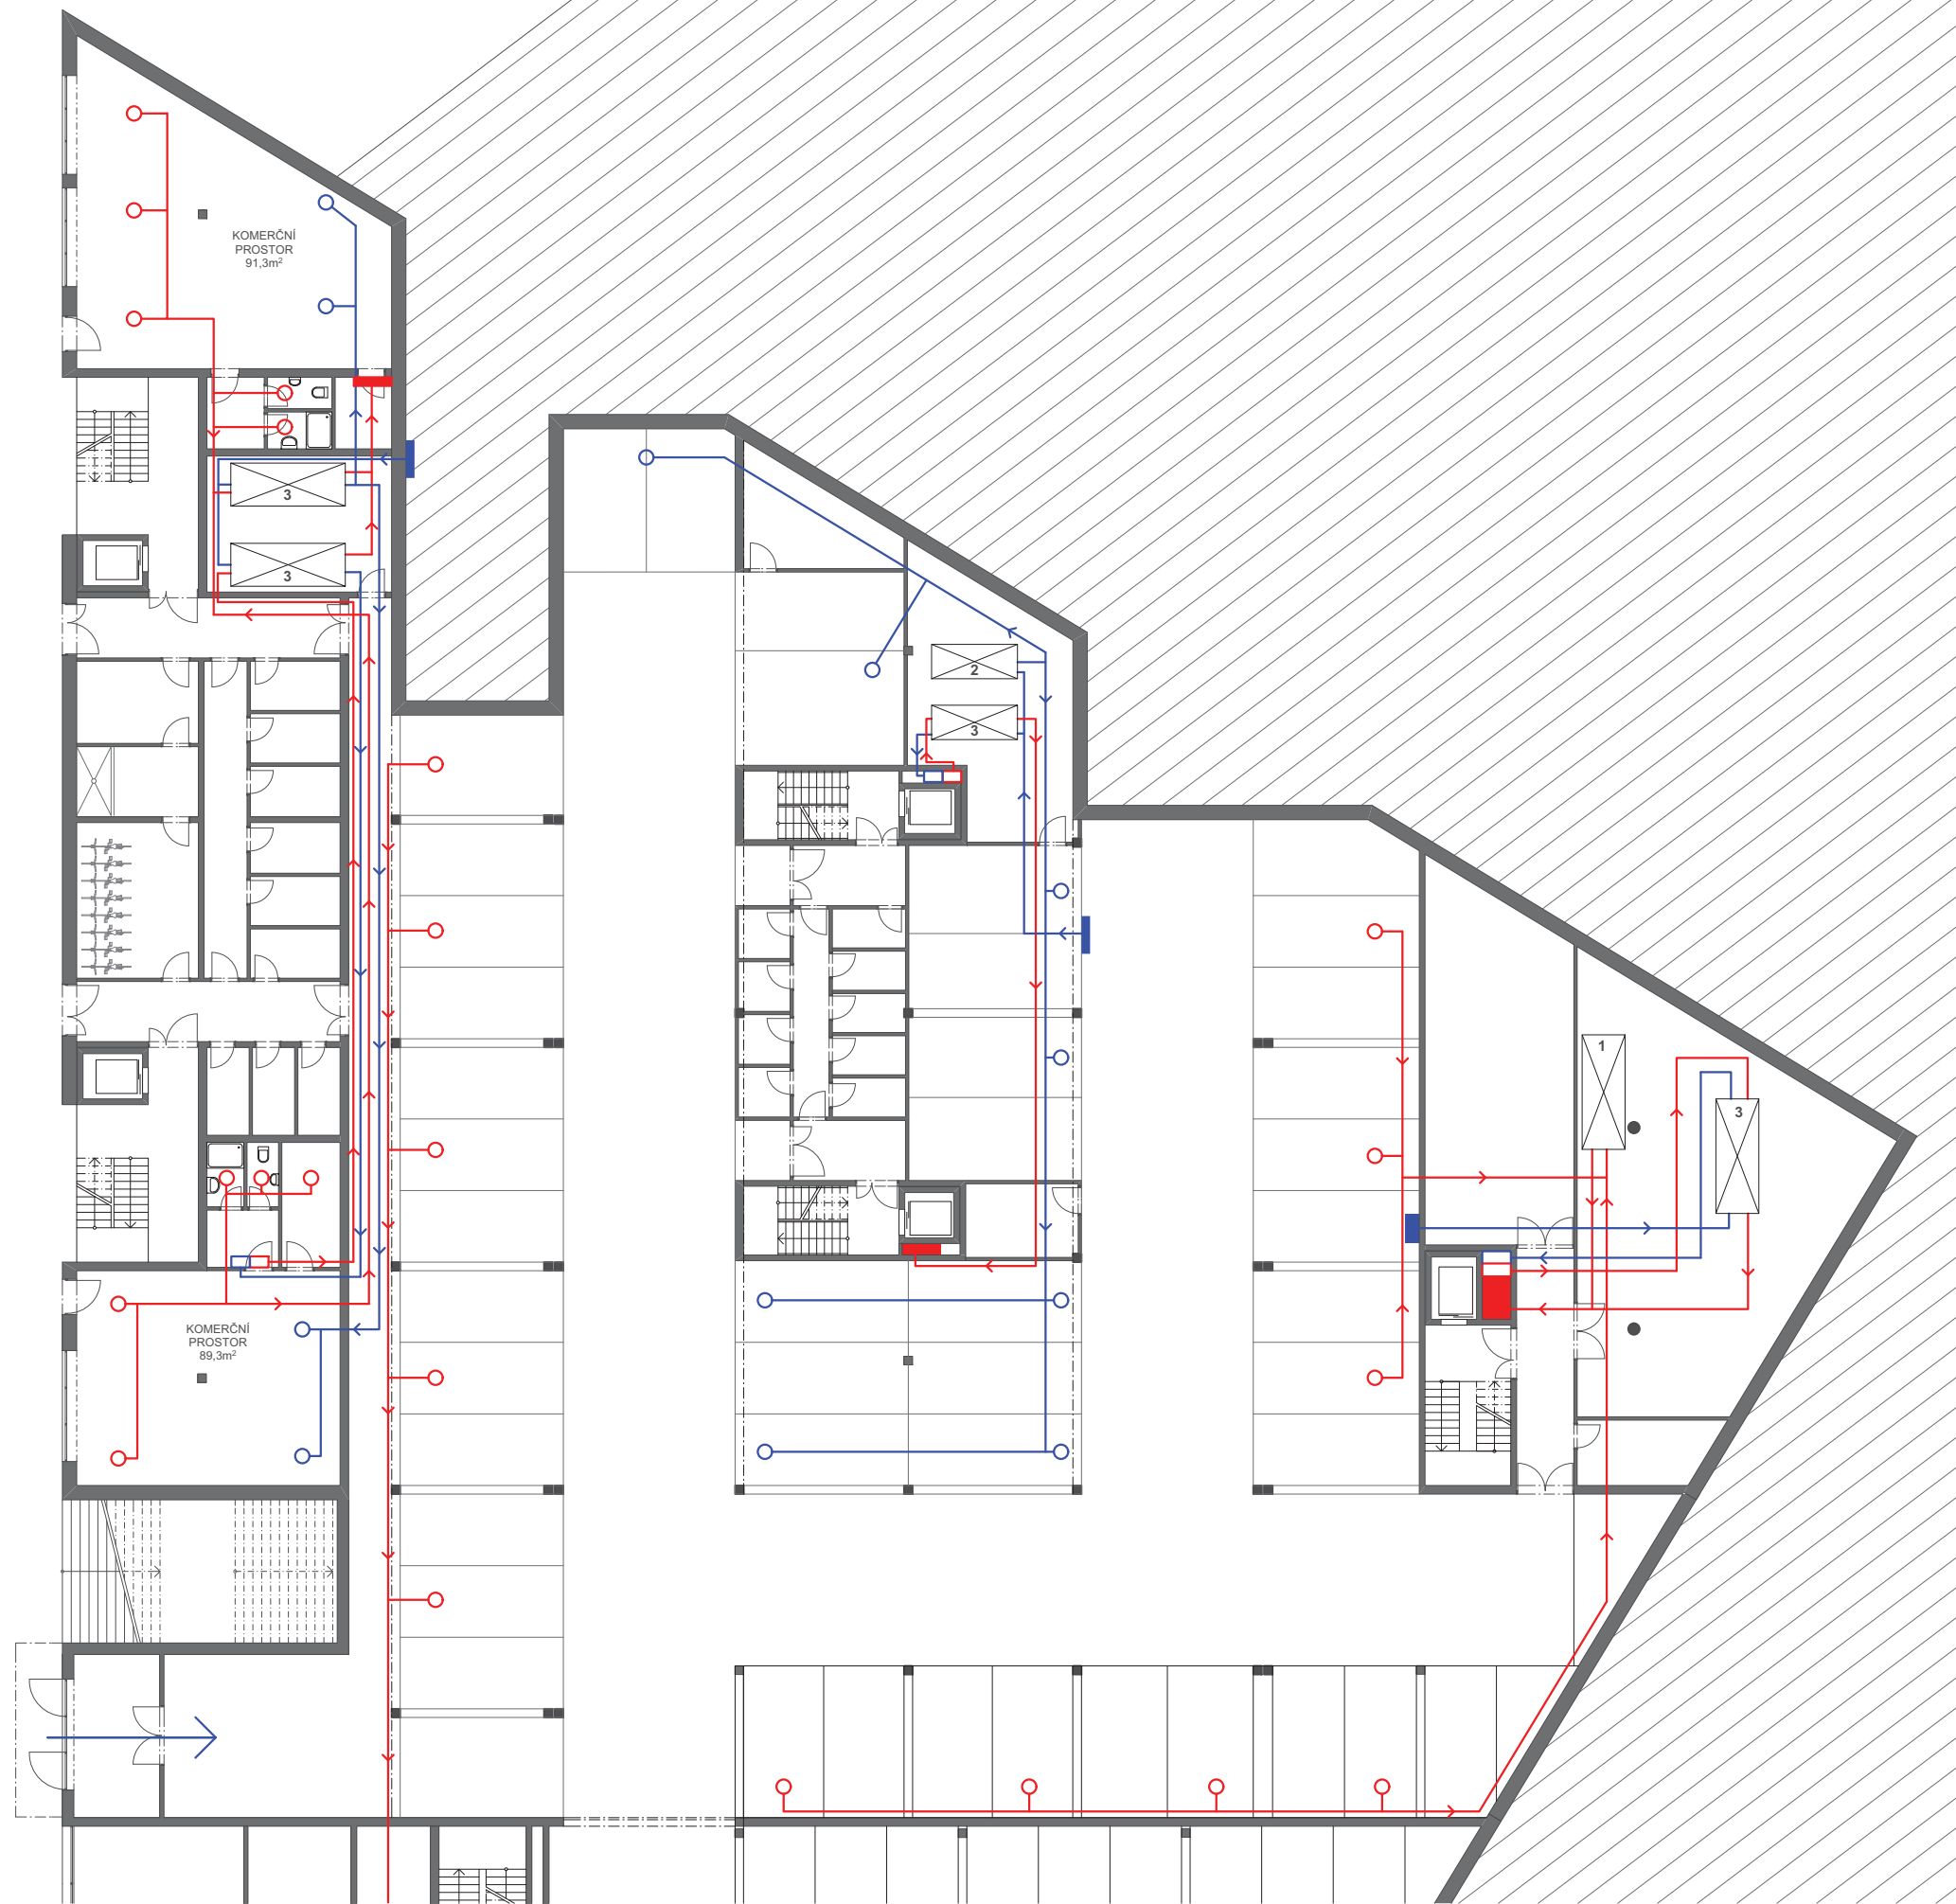 KOMERČNÍ
PROSTOR
91,3m²
3
3
2
3
1
3
KOMERČNÍ
PROSTOR
89,3m²